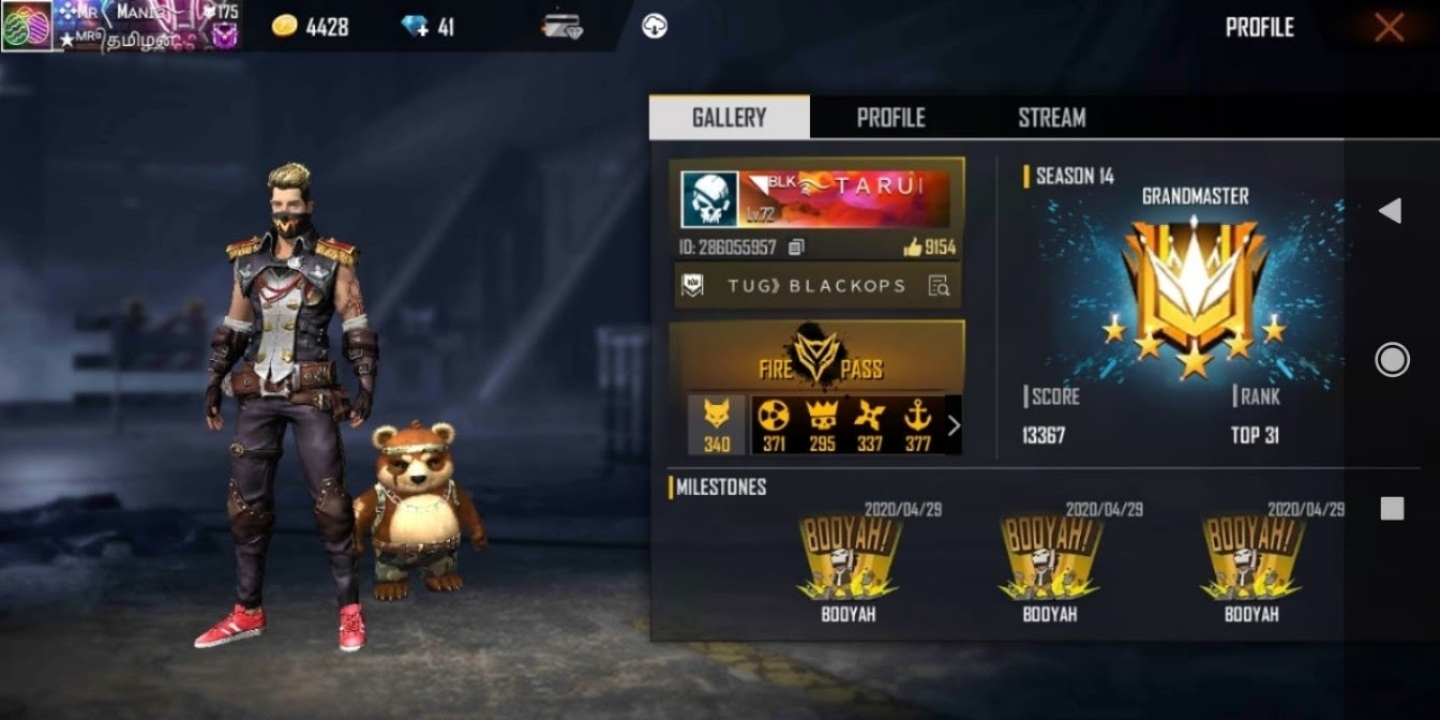 MR
175
MR
தமிழன்
4428
41
PROFILE
GALLERY
PROFILE
STREAM
BLK TARUI
Lv.72
ID: 286055957
9154
TUG》BLACKOPS
FIRE PASS
340
371
295
337
377
SEASON 14
GRANDMASTER
SCORE
RANK
13367
TOP 31
MILESTONES
2020/04/29
2020/04/29
2020/04/29
BOOYAH!
BOOYAH!
BOOYAH!
BOOYAH
BOOYAH
BOOYAH